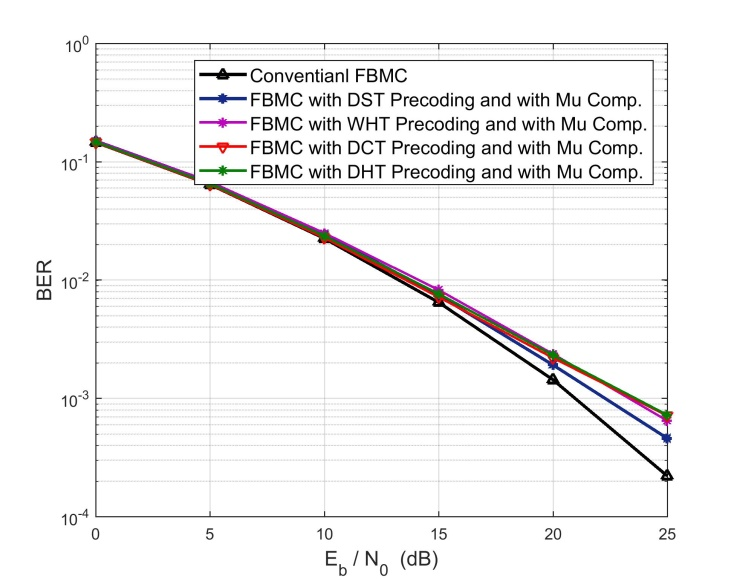 10^0
Conventianl FBMC
FBMC with DST Precoding and with Mu Comp.
FBMC with WHT Precoding and with Mu Comp.
FBMC with DCT Precoding and with Mu Comp.
FBMC with DHT Precoding and with Mu Comp.
10^-1
10^-2
10^-3
10^-4
BER
0 5 10 15 20 25
E_b / N_0 (dB)